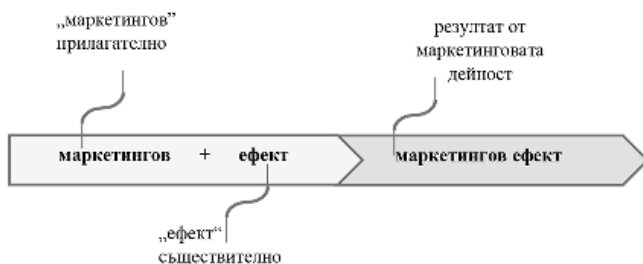 „маркетингов”
прилагателно
резултат от
маркетинговата
дейност
маркетингов + ефект
маркетингов ефект
„ефект“
съществително